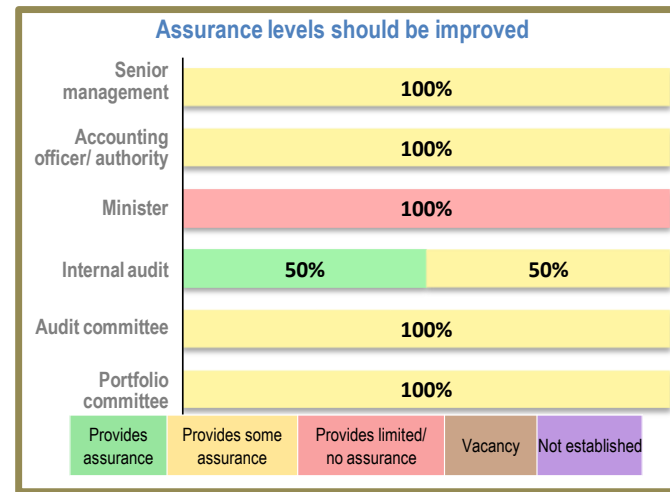 Assurance levels should be improved
Senior
management
100%
Accounting
officer/ authority
100%
Minister
100%
Internal audit
50%
50%
Audit committee
100%
Portfolio
committee
100%
Provides
assurance
Provides some
assurance
Provides limited/
no assurance
Vacancy
Not established